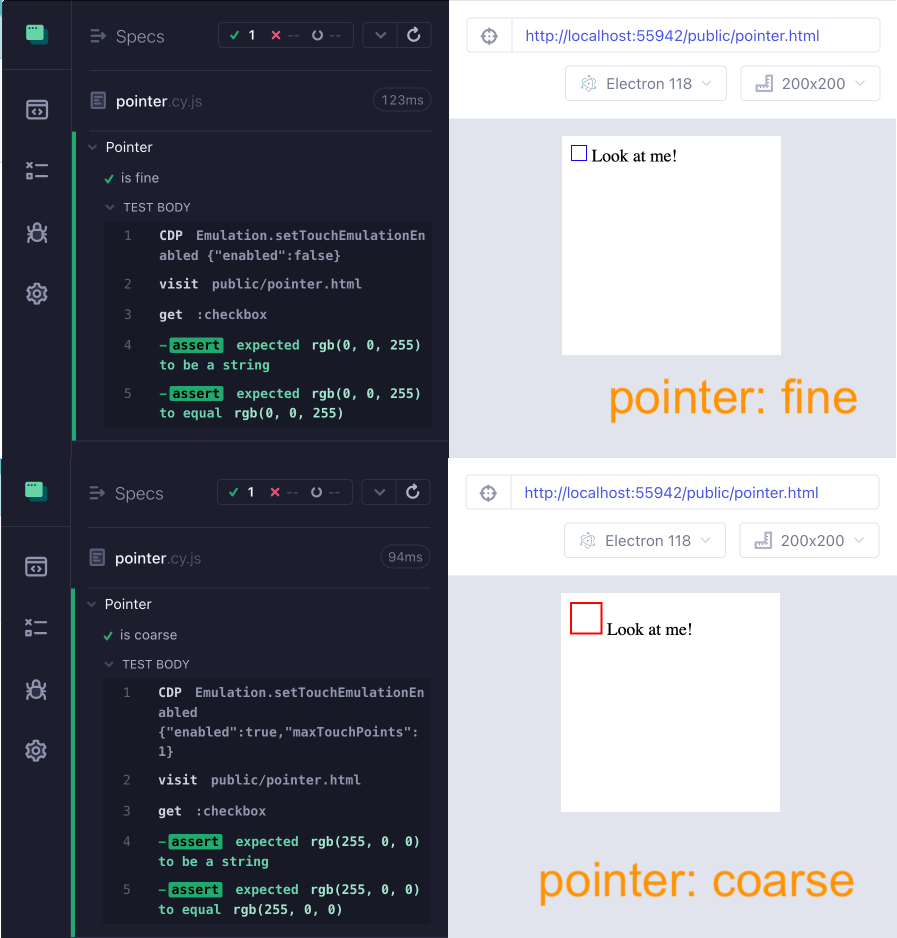 Specs
1 -- --
http://localhost:55942/public/pointer.html
Electron 118
200x200
pointer.cy.js
123ms
Pointer
is fine
TEST BODY
1 CDP Emulation.setTouchEmulationEn
abled {"enabled":false}
2 visit public/pointer.html
3 get :checkbox
4 -assert expected rgb(0, 0, 255)
to be a string
5 -assert expected rgb(0, 0, 255)
to equal rgb(0, 0, 255)
Look at me!
pointer: fine
Specs
1 -- --
http://localhost:55942/public/pointer.html
Electron 118
200x200
pointer.cy.js
94ms
Pointer
is coarse
TEST BODY
1 CDP Emulation.setTouchEmulationEn
abled
{"enabled":true,"maxTouchPoints":
1}
2 visit public/pointer.html
3 get :checkbox
4 -assert expected rgb(255, 0, 0)
to be a string
5 -assert expected rgb(255, 0, 0)
to equal rgb(255, 0, 0)
Look at me!
pointer: coarse